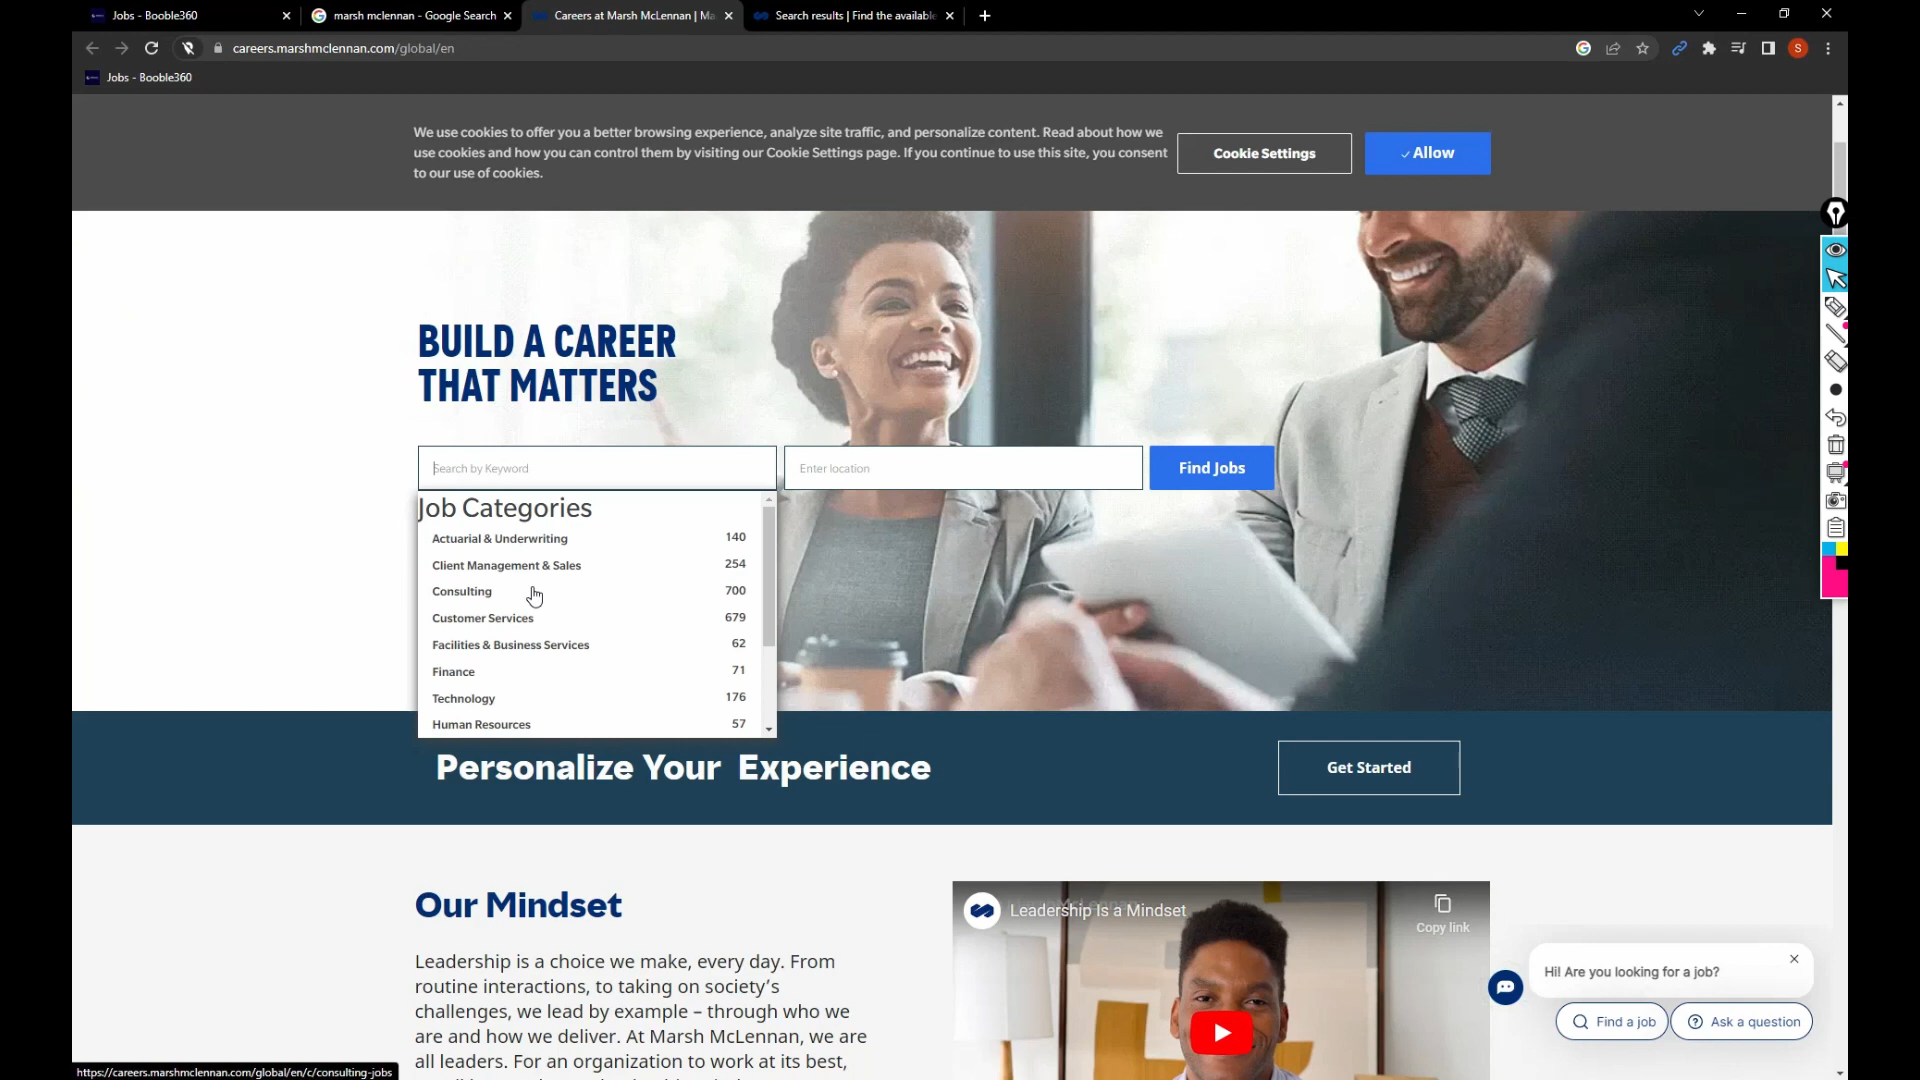 Jobs - Booble360
marsh mclennan - Google Search
Careers at Marsh McLennan | Ma
Search results | Find the available
careers.marshmclennan.com/global/en
S
Jobs - Booble360
We use cookies to offer you a better browsing experience, analyze site traffic, and personalize content. Read about how we
use cookies and how you can control them by visiting our Cookie Settings page. If you continue to use this site, you consent
to our use of cookies.
Cookie Settings
Allow
BUILD A CAREER
THAT MATTERS
Search by Keyword
Enter location
Find Jobs
Job Categories
Actuarial & Underwriting 140
Client Management & Sales 254
Consulting 700
Customer Services 679
Facilities & Business Services 62
Finance 71
Technology 176
Human Resources 57
Personalize Your Experience
Get Started
Our Mindset
Leadership is a choice we make, every day. From
routine interactions, to taking on society's
challenges, we lead by example – through who we
are and how we deliver. At Marsh McLennan, we are
all leaders. For an organization to work at its best,
Leadership Is a Mindset
Copy link
Hi! Are you looking for a job?
Find a job
Ask a question
https://careers.marshmclennan.com/global/en/c/consulting-jobs